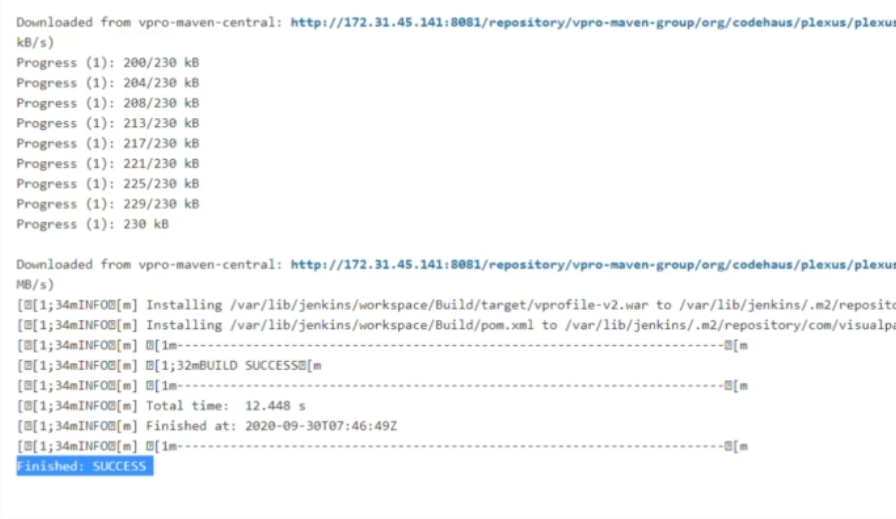 Downloaded from vpro-maven-central: http://172.31.45.141:8081/repository/vpro-maven-group/org/codehaus/plexus/plexus
kB/s)
Progress (1): 200/230 kB
Progress (1): 204/230 kB
Progress (1): 208/230 kB
Progress (1): 213/230 kB
Progress (1): 217/230 kB
Progress (1): 221/230 kB
Progress (1): 225/230 kB
Progress (1): 229/230 kB
Progress (1): 230 kB
Downloaded from vpro-maven-central: http://172.31.45.141:8081/repository/vpro-maven-group/org/codehaus/plexus/plexus
MB/s)
[�[1;34mINFO�[m] Installing /var/lib/jenkins/workspace/Build/target/vprofile-v2.war to /var/lib/jenkins/.m2/reposito
[�[1;34mINFO�[m] Installing /var/lib/jenkins/workspace/Build/pom.xml to /var/lib/jenkins/.m2/repository/com/visualpa
[�[1;34mINFO�[m] �[1m------------------------------------------------------------------------�[m
[�[1;34mINFO�[m] �[1;32mBUILD SUCCESS�[m
[�[1;34mINFO�[m] �[1m------------------------------------------------------------------------�[m
[�[1;34mINFO�[m] Total time:  12.448 s
[�[1;34mINFO�[m] Finished at: 2020-09-30T07:46:49Z
[�[1;34mINFO�[m] �[1m------------------------------------------------------------------------�[m
Finished: SUCCESS